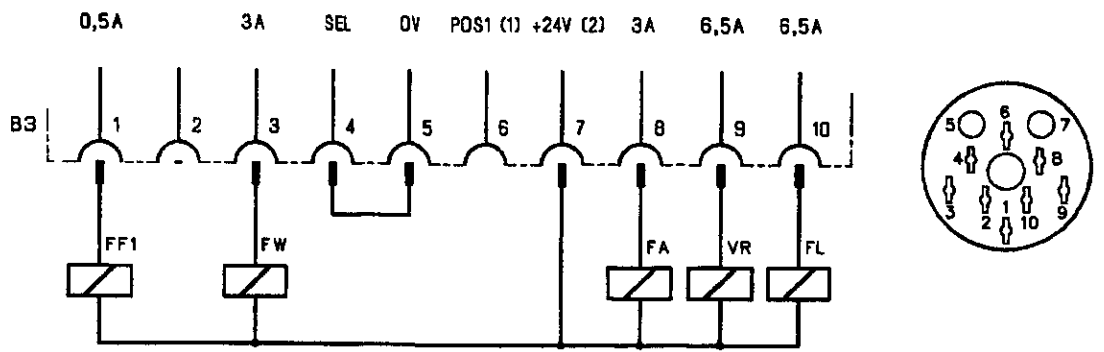 0,5A 3A SEL 0V POS1 (1) +24V (2) 3A 6,5A 6,5A
B3 1 2 3 4 5 6 7 8 9 10
FF1 FW FA VR FL
6
5 7
4 8
3 2 1 10 9